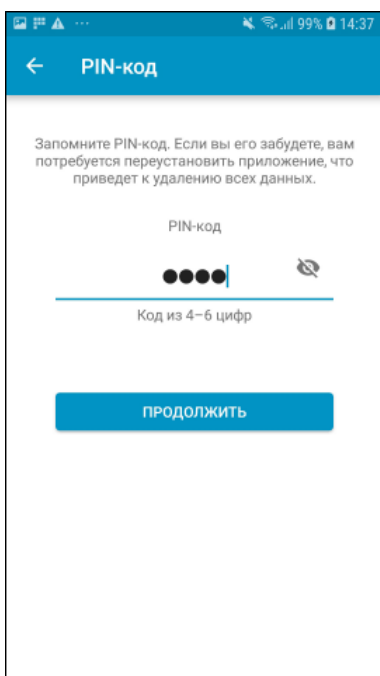 99% 14:37
PIN-код
Запомните PIN-код. Если вы его забудете, вам
потребуется переустановить приложение, что
приведет к удалению всех данных.
PIN-код
Код из 4–6 цифр
ПРОДОЛЖИТЬ